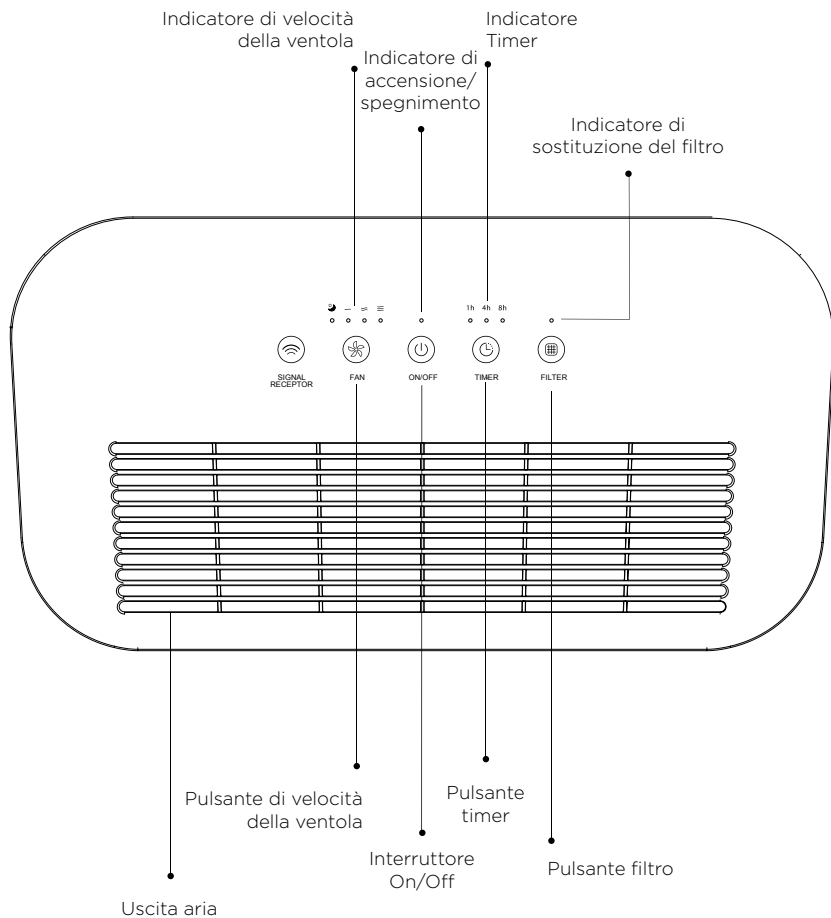 Indicatore di velocità
della ventola
Indicatore di
accensione/
spegnimento
Indicatore
Timer
Indicatore di
sostituzione del filtro
1h 4h 8h
SIGNAL
RECEPTOR
FAN
ON/OFF
TIMER
FILTER
Pulsante di velocità
della ventola
Interruttore
On/Off
Pulsante
timer
Pulsante filtro
Uscita aria